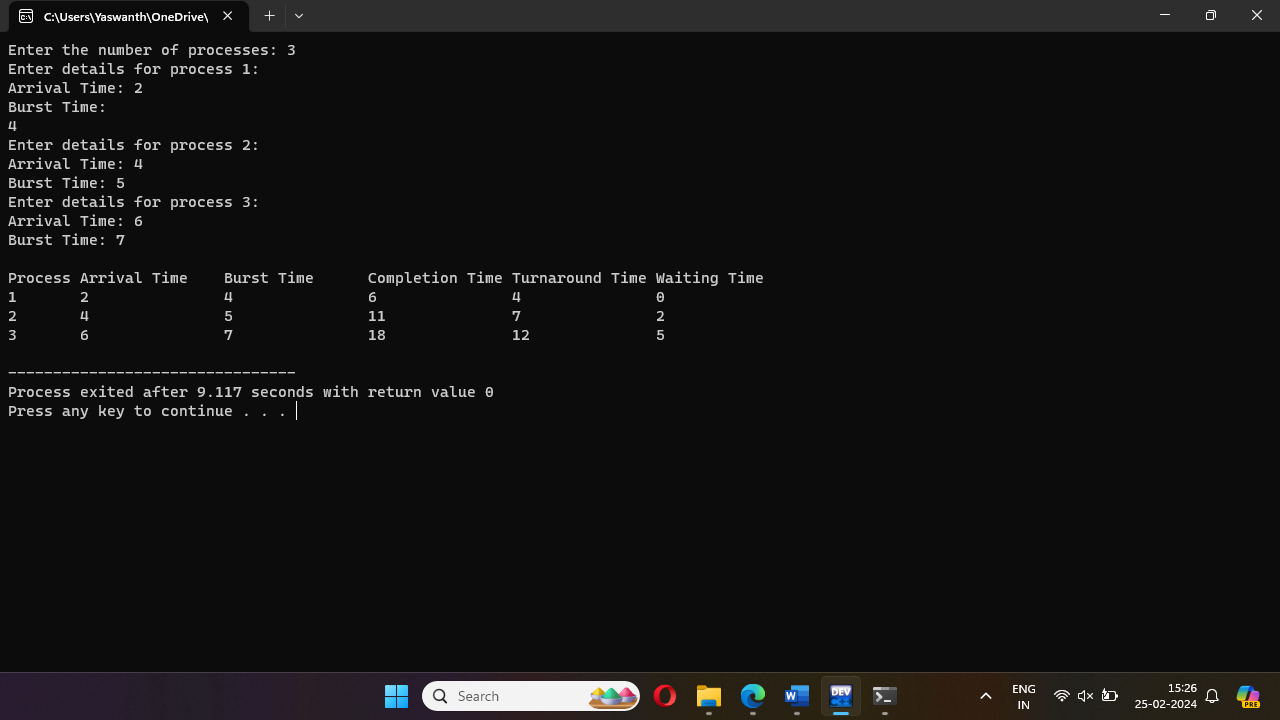 C:\Users\Yaswanth\OneDrive\
Enter the number of processes: 3
Enter details for process 1:
Arrival Time: 2
Burst Time:
4
Enter details for process 2:
Arrival Time: 4
Burst Time: 5
Enter details for process 3:
Arrival Time: 6
Burst Time: 7
Process Arrival Time    Burst Time      Completion Time Turnaround Time Waiting Time
1       2               4               6               4               0
2       4               5               11              7               2
3       6               7               18              12              5
--------------------------------
Process exited after 9.117 seconds with return value 0
Press any key to continue . . .
Search
DEV
C++
ENG
IN
15:26
25-02-2024
PRE